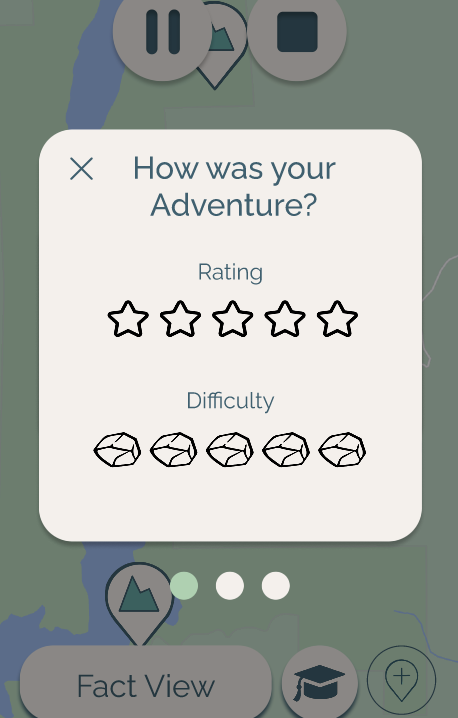 How was your
Adventure?
Rating
Difficulty
Fact View